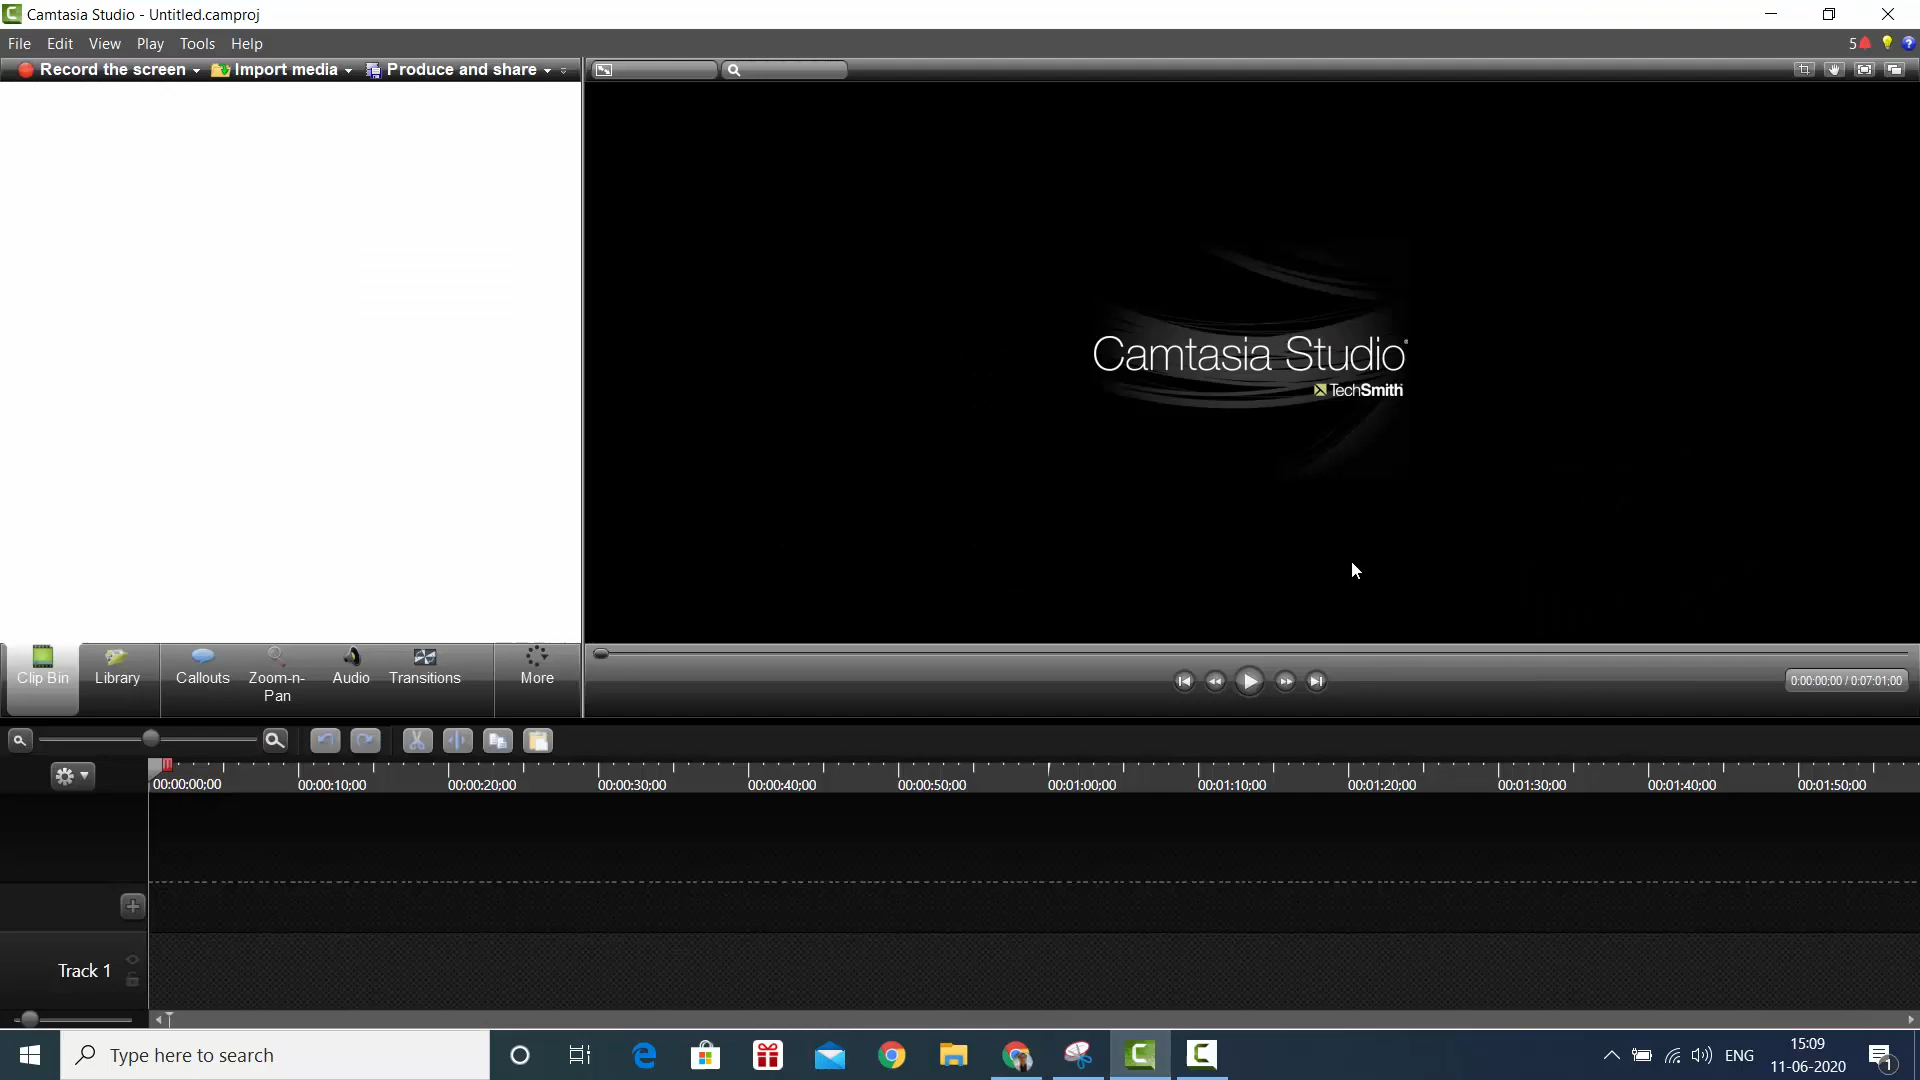 Camtasia Studio - Untitled.camproj
File Edit View Play Tools Help
5
Record the screen Import media Produce and share
Camtasia Studio®
TechSmith
Clip Bin Library Callouts Zoom-n-Pan Audio Transitions More
0:00:00;00 / 0:07:01;00
00:00:00;00 00:00:10;00 00:00:20;00 00:00:30;00 00:00:40;00 00:00:50;00 00:01:00;00 00:01:10;00 00:01:20;00 00:01:30;00 00:01:40;00 00:01:50;00
Track 1
Type here to search
ENG
15:09
11-06-2020
1